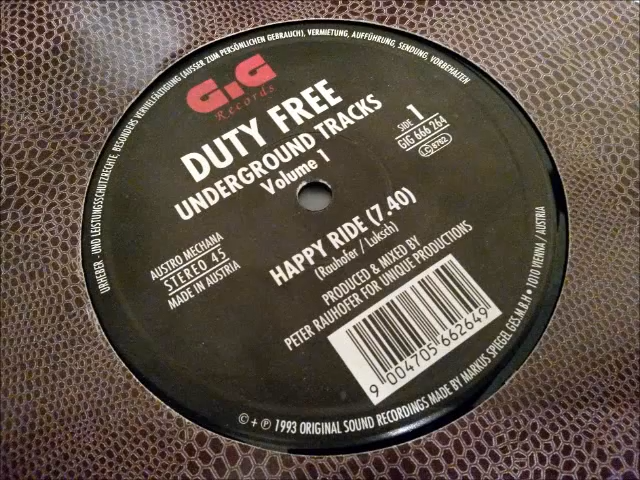 URHEBER - UND LEISTUNGSSCHUTZRECHTE, BESONDERS VERVIELFÄLTIGUNG (AUSSER ZUM PERSÖNLICHEN GEBRAUCH), VERMIETUNG, AUFFÜHRUNG, SENDUNG, VORBEHALTEN
GiG
Records
DUTY FREE
UNDERGROUND TRACKS
Volume 1
SIDE 1
GIG 666 264
LC 8762
AUSTRO MECHANA
STEREO 45
MADE IN AUSTRIA
HAPPY RIDE (7.40)
(Rauhofer / Luksch)
PRODUCED & MIXED BY
PETER RAUHOFER FOR UNIQUE PRODUCTIONS
9 004705 662649
© + ℗ 1993 ORIGINAL SOUND RECORDINGS MADE BY MARKUS SPIEGEL GES.M.B.H • 1010 VIENNA / AUSTRIA